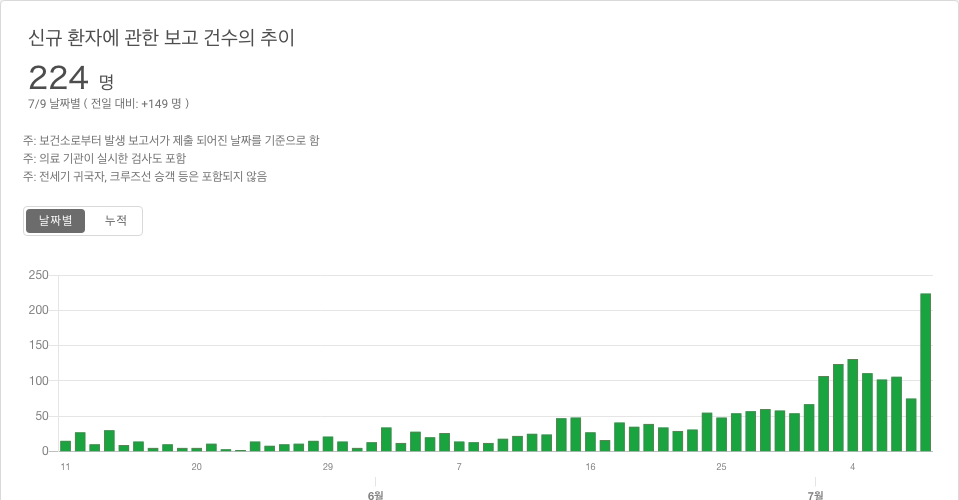 신규 환자에 관한 보고 건수의 추이
224 명
7/9 날짜별 ( 전일 대비: +149 명 )
주: 보건소로부터 발생 보고서가 제출 되어진 날짜를 기준으로 함
주: 의료 기관이 실시한 검사도 포함
주: 전세기 귀국자, 크루즈선 승객 등은 포함되지 않음
날짜별 누적
250
200
150
100
50
0
11 20 29 7 16 25 4
6월 7월